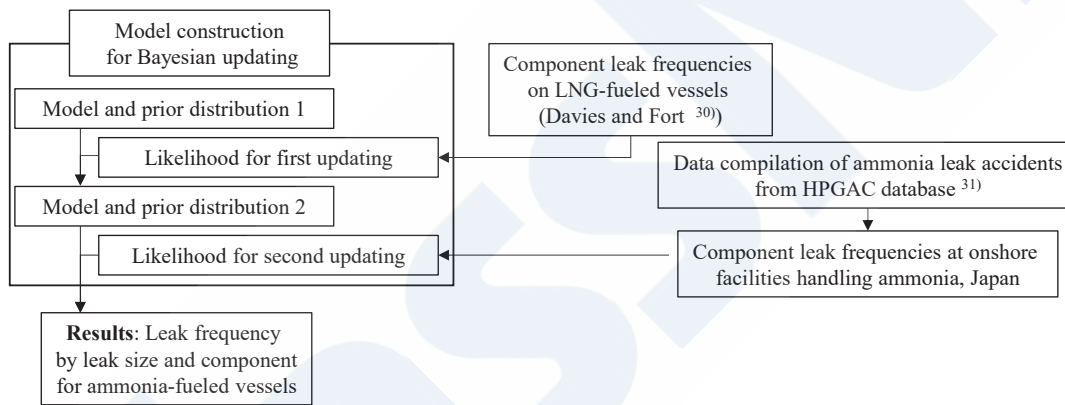 Model construction
for Bayesian updating
Component leak frequencies
on LNG-fueled vessels
(Davies and Fort 30))
Model and prior distribution 1
Likelihood for first updating
Data compilation of ammonia leak accidents
from HPGAC database 31)
Model and prior distribution 2
Likelihood for second updating
Component leak frequencies at onshore
facilities handling ammonia, Japan
Results: Leak frequency
by leak size and component
for ammonia-fueled vessels